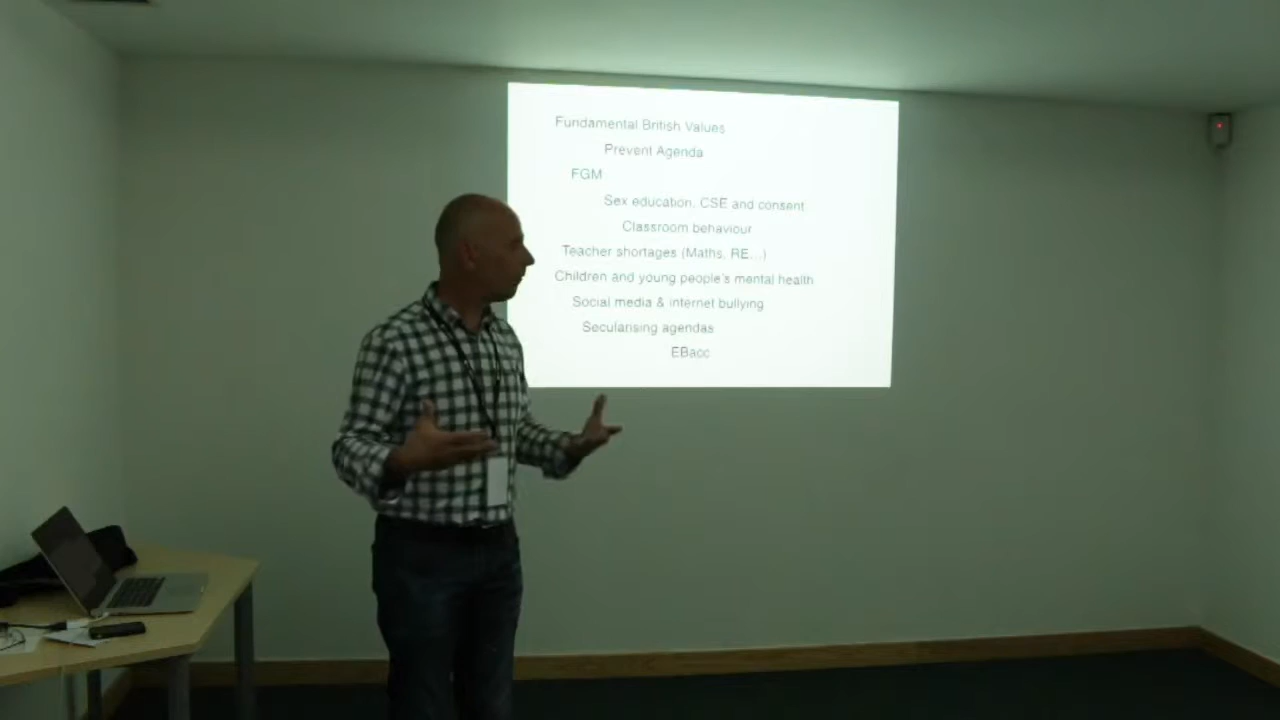 Fundamental British Values
Prevent Agenda
FGM
Sex education, CSE and consent
Classroom behaviour
Teacher shortages (Maths, RE...)
Children and young people's mental health
Social media & internet bullying
Secularising agendas
EBacc